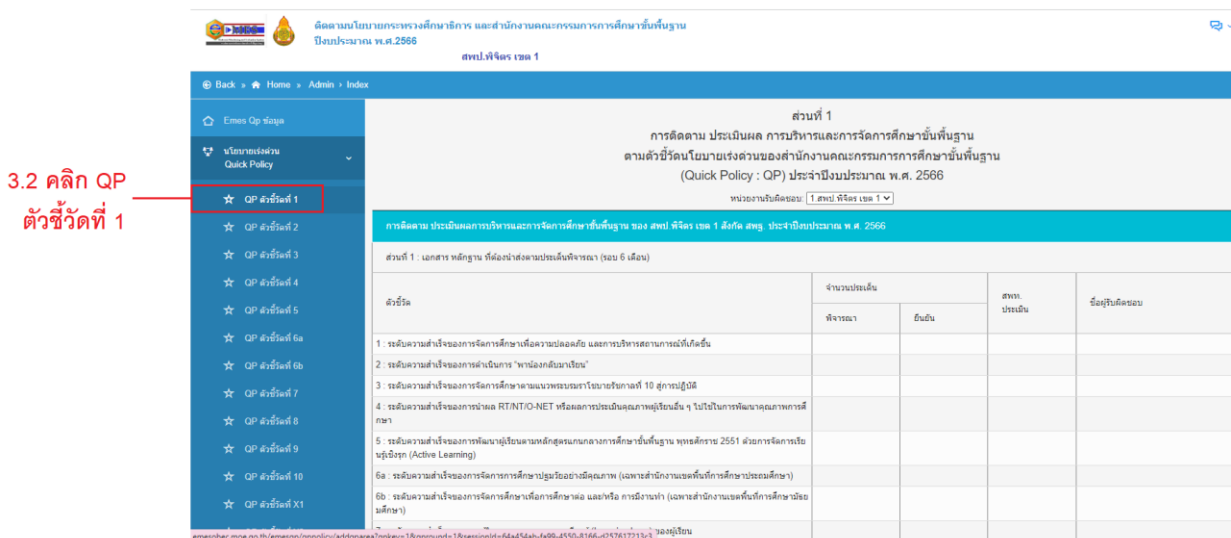 ติดตามนโยบายกระทรวงศึกษาธิการ และสำนักงานคณะกรรมการการศึกษาขั้นพื้นฐาน
ปีงบประมาณ พ.ศ.2566
สพป.พิจิตร เขต 1
Back » Home » Admin › Index
Emes Qp ข้อมูล
นโยบายเร่งด่วน
Quick Policy
3.2 คลิก QP
ตัวชี้วัดที่ 1
QP ตัวชี้วัดที่ 1
QP ตัวชี้วัดที่ 2
QP ตัวชี้วัดที่ 3
QP ตัวชี้วัดที่ 4
QP ตัวชี้วัดที่ 5
QP ตัวชี้วัดที่ 6a
QP ตัวชี้วัดที่ 6b
QP ตัวชี้วัดที่ 7
QP ตัวชี้วัดที่ 8
QP ตัวชี้วัดที่ 9
QP ตัวชี้วัดที่ 10
QP ตัวชี้วัดที่ X1
ส่วนที่ 1
การติดตาม ประเมินผล การบริหารและการจัดการศึกษาขั้นพื้นฐาน
ตามตัวชี้วัดนโยบายเร่งด่วนของสำนักงานคณะกรรมการการศึกษาขั้นพื้นฐาน
(Quick Policy : QP) ประจำปีงบประมาณ พ.ศ. 2566
หน่วยงานรับผิดชอบ: 1.สพป.พิจิตร เขต 1
การติดตาม ประเมินผลการบริหารและการจัดการศึกษาขั้นพื้นฐาน ของ สพป.พิจิตร เขต 1 สังกัด สพฐ. ประจำปีงบประมาณ พ.ศ. 2566
ส่วนที่ 1 : เอกสาร หลักฐาน ที่ต้องนำส่งตามประเด็นพิจารณา (รอบ 6 เดือน)
ตัวชี้วัด
จำนวนประเด็น
พิจารณา
ยืนยัน
สพท.
ประเมิน
ชื่อผู้รับผิดชอบ
1 : ระดับความสำเร็จของการจัดการศึกษาเพื่อความปลอดภัย และการบริหารสถานการณ์ที่เกิดขึ้น
2 : ระดับความสำเร็จของการดำเนินการ "พาน้องกลับมาเรียน"
3 : ระดับความสำเร็จของการจัดการศึกษาตามแนวพระบรมราโชบายรัชกาลที่ 10 สู่การปฏิบัติ
4 : ระดับความสำเร็จของการนำผล RT/NT/O-NET หรือผลการประเมินคุณภาพผู้เรียนอื่น ๆ ไปใช้ในการพัฒนาคุณภาพการศึ
กษา
5 : ระดับความสำเร็จของการพัฒนาผู้เรียนตามหลักสูตรแกนกลางการศึกษาขั้นพื้นฐาน พุทธศักราช 2551 ด้วยการจัดการเรีย
นรู้เชิงรุก (Active Learning)
6a : ระดับความสำเร็จของการจัดการการศึกษาปฐมวัยอย่างมีคุณภาพ (เฉพาะสำนักงานเขตพื้นที่การศึกษาประถมศึกษา)
6b : ระดับความสำเร็จของการจัดการศึกษาเพื่อการศึกษาต่อ และ/หรือ การมีงานทำ (เฉพาะสำนักงานเขตพื้นที่การศึกษามัธย
มศึกษา)
ของผู้เรียน